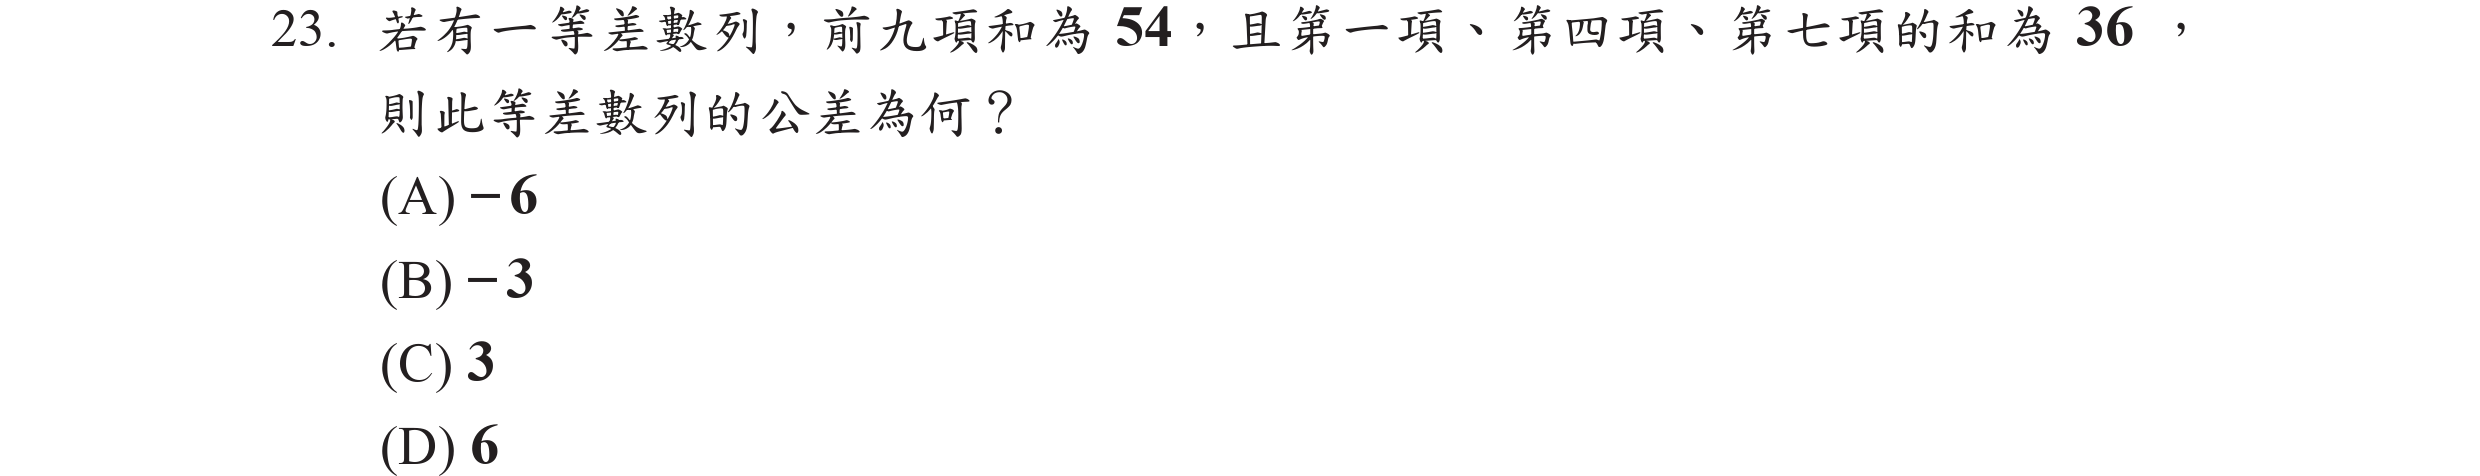 23. 若有一等差數列，前九項和為 54，且第一項、第四項、第七項的和為 36 ，
則此等差數列的公差為何？
(A) －6
(B) －3
(C) 3
(D) 6